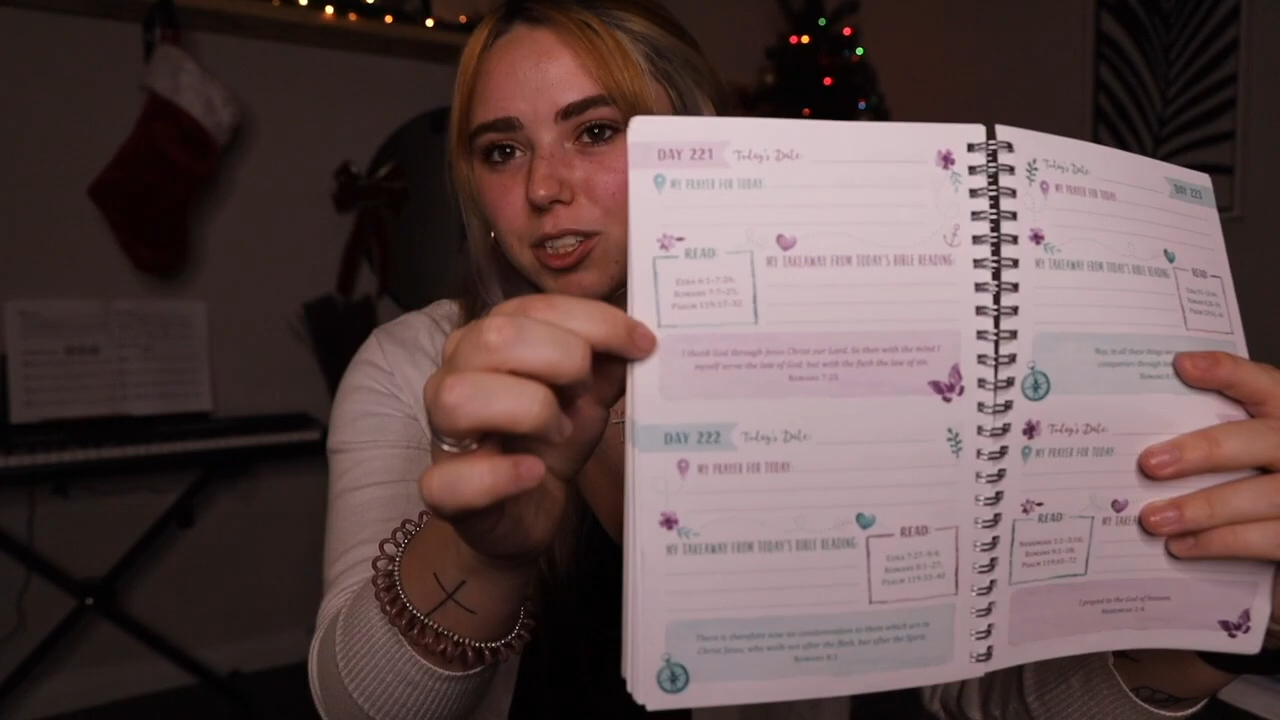 DAY 221 Today's Date:
MY PRAYER FOR TODAY:
READ:
EZRA 6:1–7:26,
ROMANS 7:7–25,
PSALM 119:17–32
MY TAKEAWAY FROM TODAY'S BIBLE READING:
I thank God through Jesus Christ our Lord. So then with the mind I
myself serve the law of God; but with the flesh the law of sin.
ROMANS 7:25
DAY 222 Today's Date:
MY PRAYER FOR TODAY:
MY TAKEAWAY FROM TODAY'S BIBLE READING:
READ:
EZRA 7:27–9:4,
ROMANS 8:1–27,
PSALM 119:33–40
There is therefore now no condemnation to them which are in
Christ Jesus, who walk not after the flesh, but after the Spirit.
ROMANS 8:1
Today's Date: DAY 223
MY PRAYER FOR TODAY:
MY TAKEAWAY FROM TODAY'S BIBLE READING:
READ:
"Nay, in all these things we
conquerors through
Today's Date:
MY PRAYER FOR TODAY:
READ:
NEHEMIAH
ROMANS 9:1–18,
PSALM 119:65–72
MY TAKEA
I prayed to the God of heaven.
NEHEMIAH 2:4